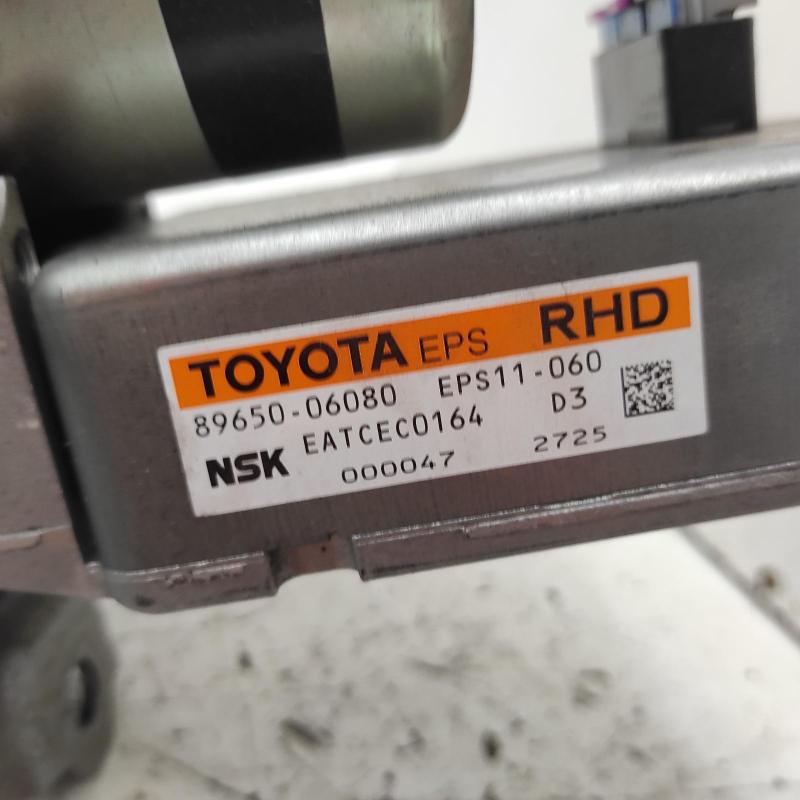 TOYOTA EPS RHD
89650-06080 EPS11-060
NSK EATCEC0164 D3
000047 2725